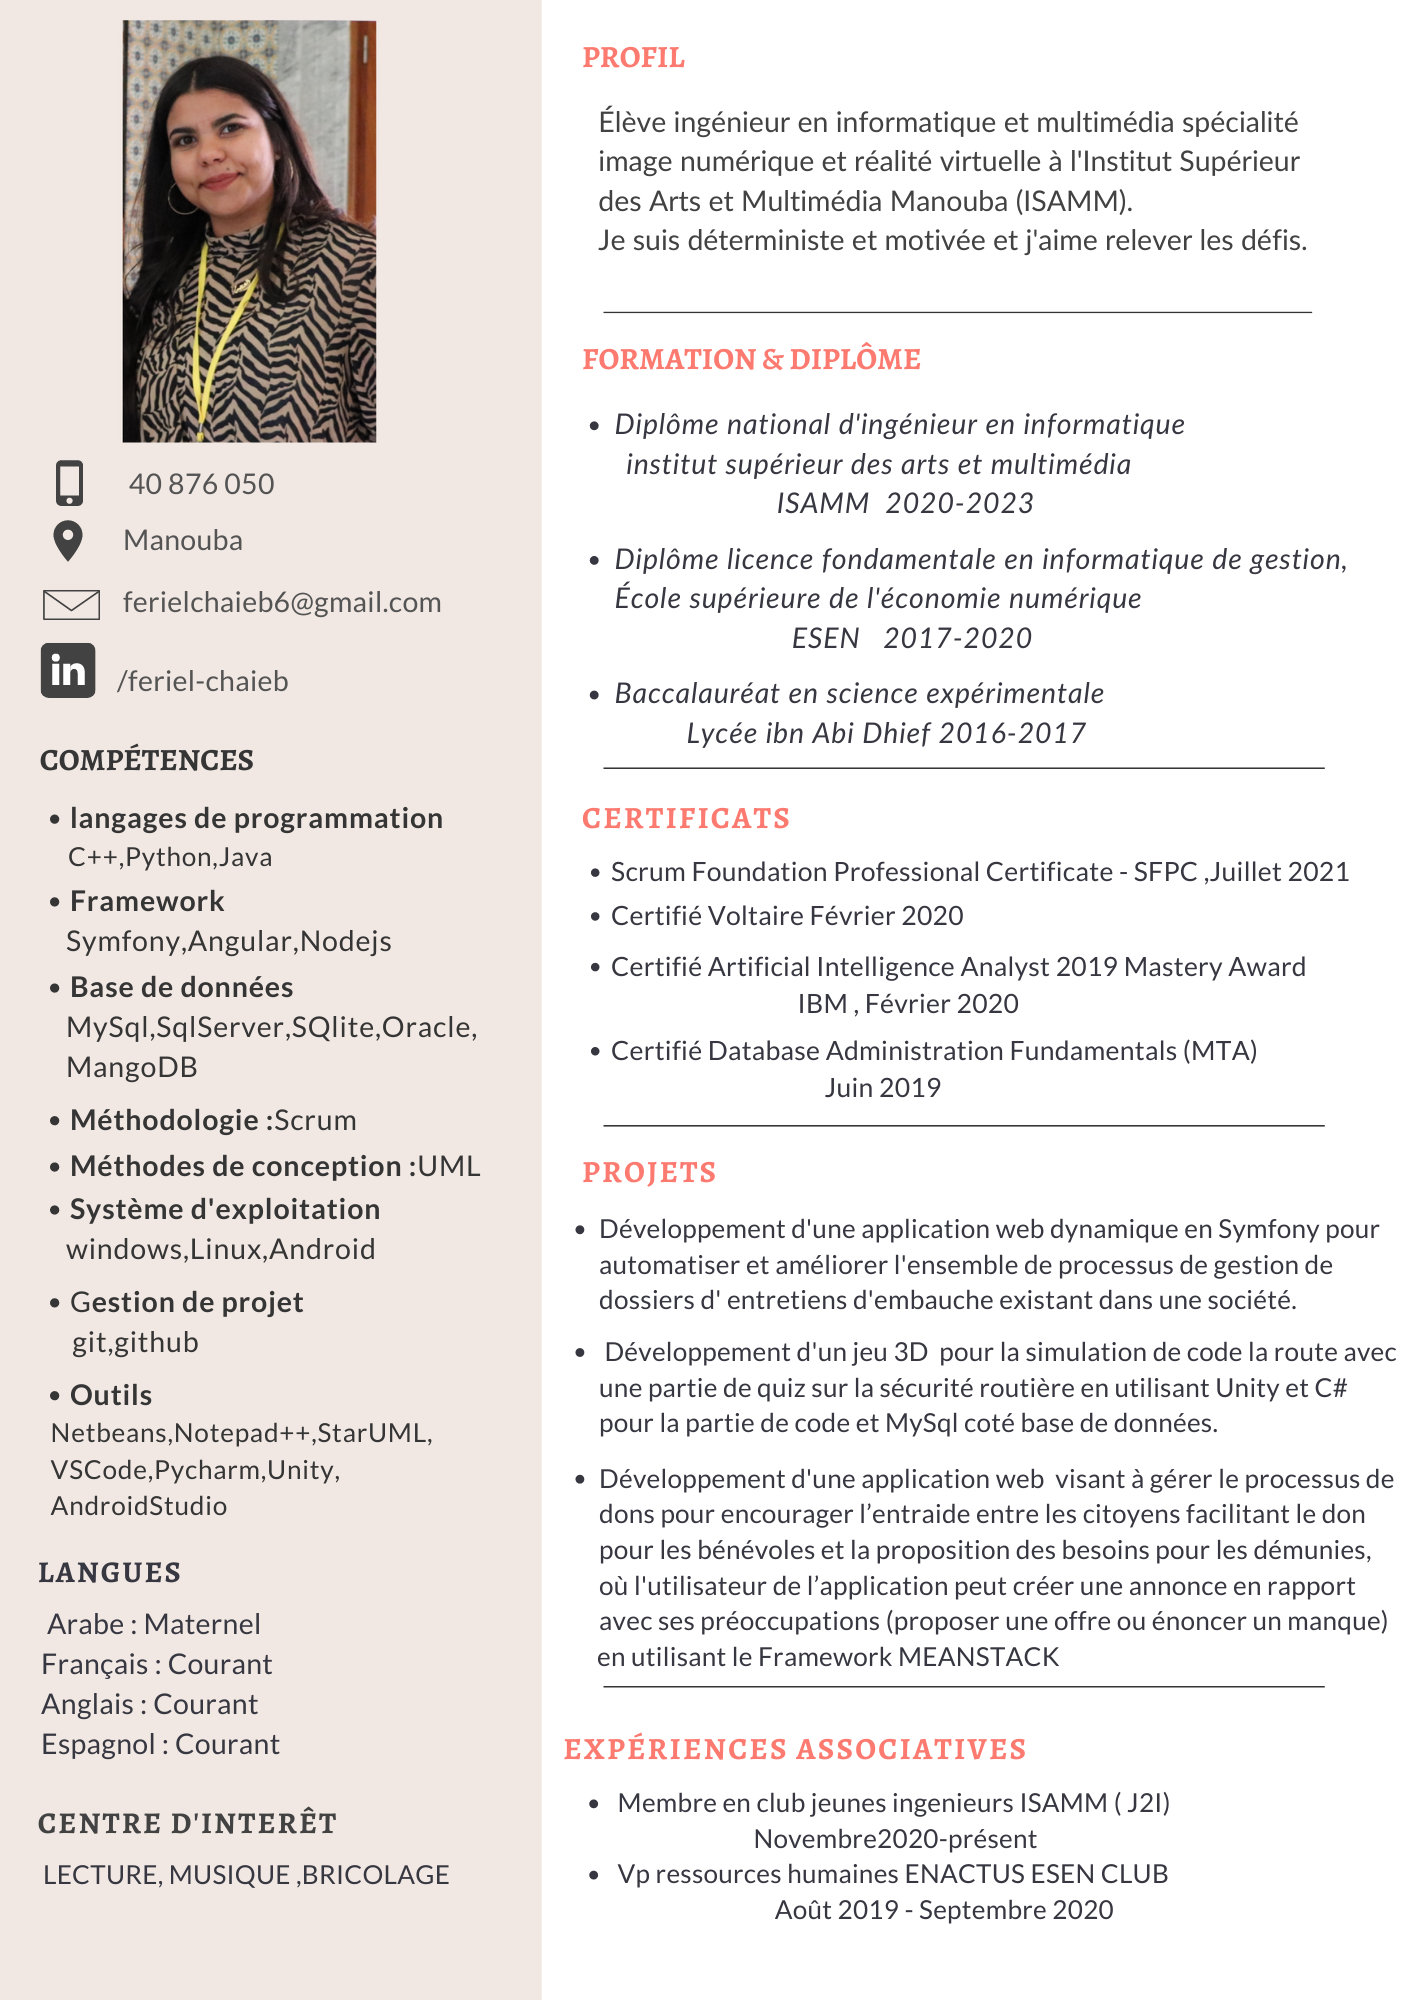 40 876 050
Manouba
ferielchaieb6@gmail.com
in
/feriel-chaieb
COMPÉTENCES
• langages de programmation
C++,Python,Java
• Framework
Symfony,Angular,Nodejs
• Base de données
MySql,SqlServer,SQlite,Oracle,
MangoDB
• Méthodologie :Scrum
• Méthodes de conception :UML
• Système d'exploitation
windows,Linux,Android
• Gestion de projet
git,github
• Outils
Netbeans,Notepad++,StarUML,
VSCode,Pycharm,Unity,
AndroidStudio
LANGUES
Arabe : Maternel
Français : Courant
Anglais : Courant
Espagnol : Courant
CENTRE D'INTERÊT
LECTURE, MUSIQUE ,BRICOLAGE
PROFIL
Élève ingénieur en informatique et multimédia spécialité
image numérique et réalité virtuelle à l'Institut Supérieur
des Arts et Multimédia Manouba (ISAMM).
Je suis déterministe et motivée et j'aime relever les défis.
FORMATION & DIPLÔME
• Diplôme national d'ingénieur en informatique
institut supérieur des arts et multimédia
ISAMM 2020-2023
• Diplôme licence fondamentale en informatique de gestion,
École supérieure de l'économie numérique
ESEN 2017-2020
• Baccalauréat en science expérimentale
Lycée ibn Abi Dhief 2016-2017
CERTIFICATS
• Scrum Foundation Professional Certificate - SFPC ,Juillet 2021
• Certifié Voltaire Février 2020
• Certifié Artificial Intelligence Analyst 2019 Mastery Award
IBM , Février 2020
• Certifié Database Administration Fundamentals (MTA)
Juin 2019
PROJETS
• Développement d'une application web dynamique en Symfony pour
automatiser et améliorer l'ensemble de processus de gestion de
dossiers d' entretiens d'embauche existant dans une société.
• Développement d'un jeu 3D pour la simulation de code la route avec
une partie de quiz sur la sécurité routière en utilisant Unity et C#
pour la partie de code et MySql coté base de données.
• Développement d'une application web visant à gérer le processus de
dons pour encourager l’entraide entre les citoyens facilitant le don
pour les bénévoles et la proposition des besoins pour les démunies,
où l'utilisateur de l’application peut créer une annonce en rapport
avec ses préoccupations (proposer une offre ou énoncer un manque)
en utilisant le Framework MEANSTACK
EXPÉRIENCES ASSOCIATIVES
• Membre en club jeunes ingenieurs ISAMM ( J2I)
Novembre2020-présent
• Vp ressources humaines ENACTUS ESEN CLUB
Août 2019 - Septembre 2020